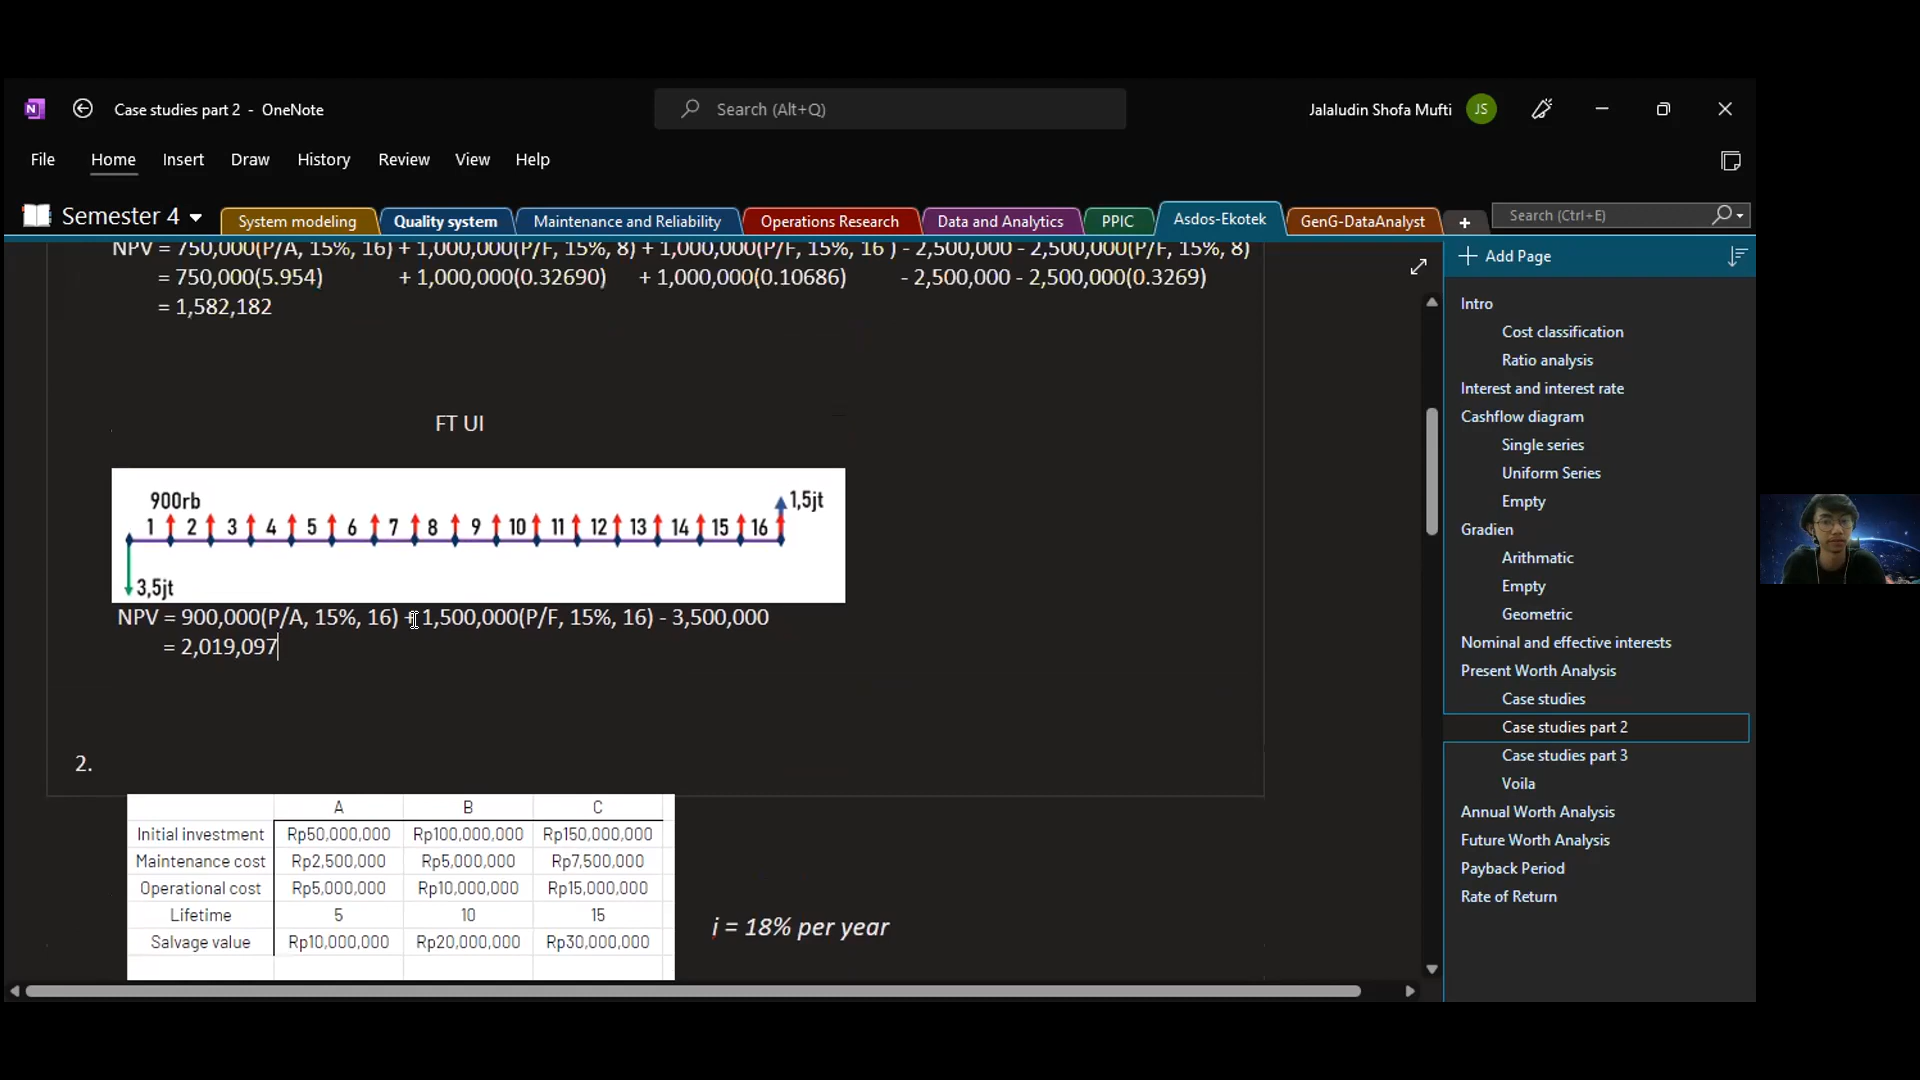 Case studies part 2 - OneNote
Search (Alt+Q)
Jalaludin Shofa Mufti
JS
File Home Insert Draw History Review View Help
Semester 4
System modeling
Quality system
Maintenance and Reliability
Operations Research
Data and Analytics
PPIC
Asdos-Ekotek
GenG-DataAnalyst
+
Search (Ctrl+E)
NPV = 750,000(P/A, 15%, 16) + 1,000,000(P/F, 15%, 8) + 1,000,000(P/F, 15%, 16 ) - 2,500,000 - 2,500,000(P/F, 15%, 8)
= 750,000(5.954) + 1,000,000(0.32690) + 1,000,000(0.10686) - 2,500,000 - 2,500,000(0.3269)
= 1,582,182
FT UI
900rb
1,5jt
1 2 3 4 5 6 7 8 9 10 11 12 13 14 15 16
3,5jt
NPV = 900,000(P/A, 15%, 16) + 1,500,000(P/F, 15%, 16) - 3,500,000
= 2,019,097
2.
A B C
Initial investment Rp50,000,000 Rp100,000,000 Rp150,000,000
Maintenance cost Rp2,500,000 Rp5,000,000 Rp7,500,000
Operational cost Rp5,000,000 Rp10,000,000 Rp15,000,000
Lifetime 5 10 15
Salvage value Rp10,000,000 Rp20,000,000 Rp30,000,000
i = 18% per year
Add Page
Intro
Cost classification
Ratio analysis
Interest and interest rate
Cashflow diagram
Single series
Uniform Series
Empty
Gradien
Arithmatic
Empty
Geometric
Nominal and effective interests
Present Worth Analysis
Case studies
Case studies part 2
Case studies part 3
Voila
Annual Worth Analysis
Future Worth Analysis
Payback Period
Rate of Return